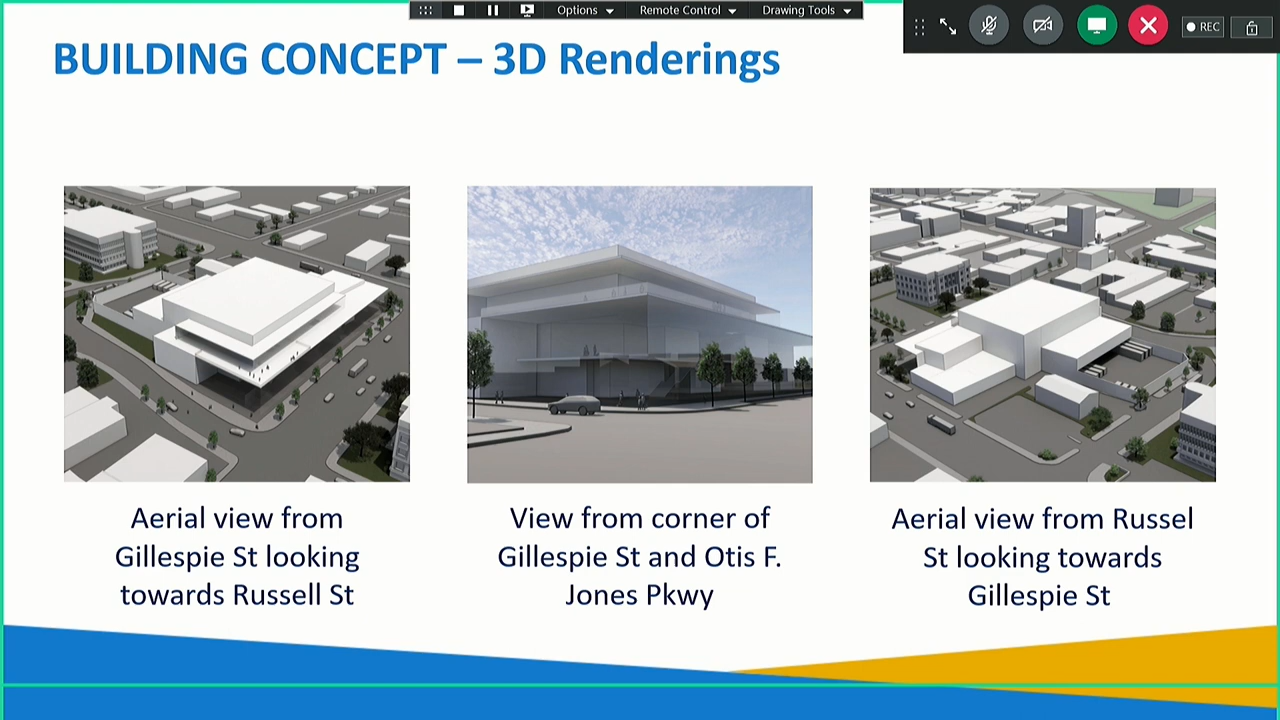 Options
Remote Control
Drawing Tools
REC
BUILDING CONCEPT – 3D Renderings
Aerial view from
Gillespie St looking
towards Russell St
View from corner of
Gillespie St and Otis F.
Jones Pkwy
Aerial view from Russel
St looking towards
Gillespie St